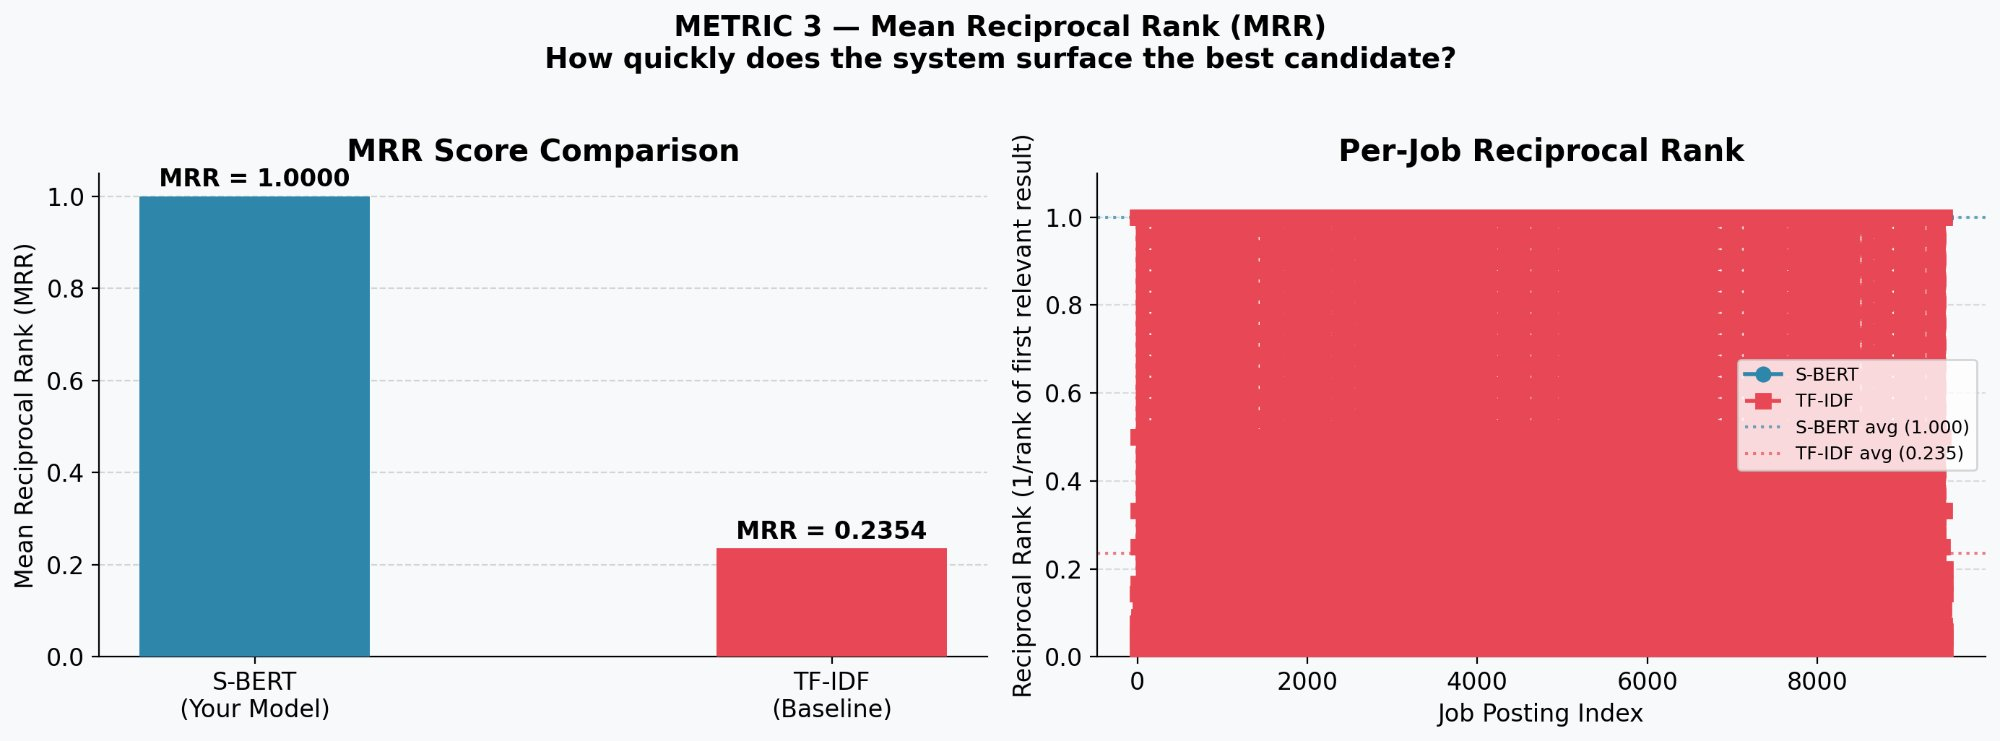 METRIC 3 — Mean Reciprocal Rank (MRR)
How quickly does the system surface the best candidate?
MRR Score Comparison
Mean Reciprocal Rank (MRR)
1.0
0.8
0.6
0.4
0.2
0.0
MRR = 1.0000
MRR = 0.2354
S-BERT
(Your Model)
TF-IDF
(Baseline)
Per-Job Reciprocal Rank
Reciprocal Rank (1/rank of first relevant result)
1.0
0.8
0.6
0.4
0.2
0.0
S-BERT
TF-IDF
S-BERT avg (1.000)
TF-IDF avg (0.235)
0
2000
4000
6000
8000
Job Posting Index